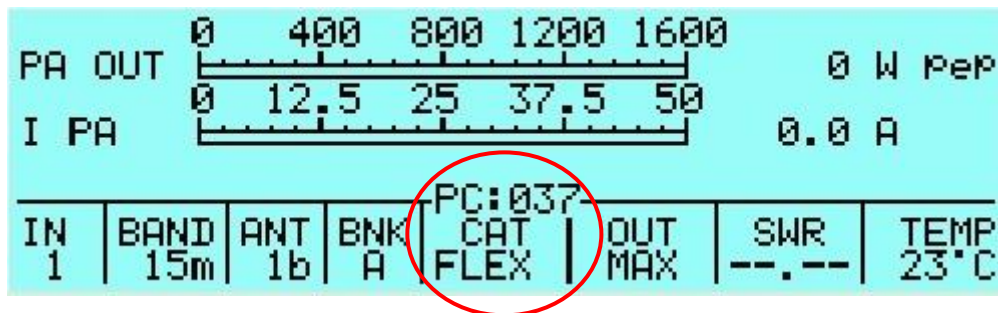 0 400 800 1200 1600
PA OUT 0 W pep
0 12.5 25 37.5 50
I PA 0.0 A
PC:037
IN BAND ANT BNK CAT OUT SWR TEMP
1 15m 1b A FLEX MAX --.-- 23°C